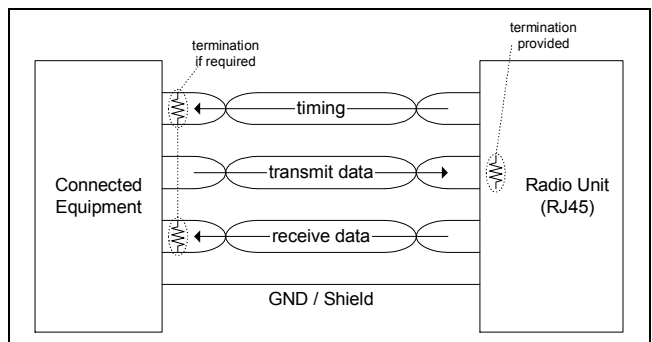 termination
if required
termination
provided
timing
transmit data
Connected
Equipment
Radio Unit
(RJ45)
receive data
GND / Shield